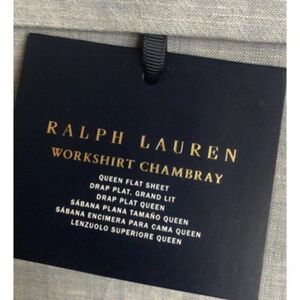 RALPH LAUREN
WORKSHIRT CHAMBRAY
QUEEN FLAT SHEET
DRAP PLAT, GRAND LIT
DRAP PLAT QUEEN
SÁBANA PLANA TAMAÑO QUEEN
SÁBANA ENCIMERA PARA CAMA QUEEN
LENZUOLO SUPERIORE QUEEN